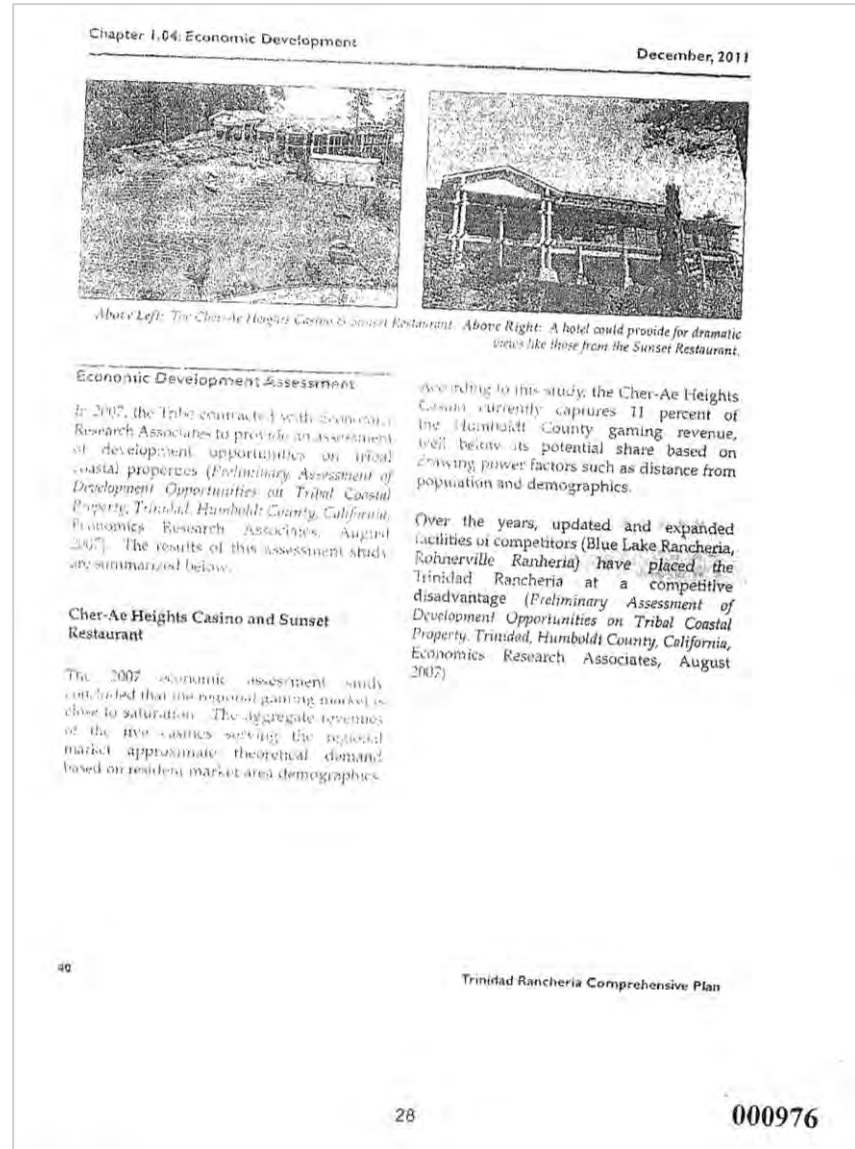 Chapter 1.04: Economic Development
December, 2011
Above Left: The Cher-Ae Heights Casino & Sunset Restaurant. Above Right: A hotel could provide for dramatic
views like those from the Sunset Restaurant.
Economic Development Assessment
In 2007, the Tribe contracted with Economic
Research Associates to provide an assessment
of development opportunities on tribal
coastal properties (Preliminary Assessment of
Development Opportunities on Tribal Coastal
Property, Trinidad, Humboldt County, California,
Economics Research Associates, August
2007). The results of this assessment study
are summarized below.
Cher-Ae Heights Casino and Sunset
Restaurant
The 2007 economic assessment study
concluded that the regional gaming market is
close to saturation. The aggregate revenues
of the five casinos serving the regional
market approximate theoretical demand
based on resident market area demographics.
According to this study, the Cher-Ae Heights
Casino currently captures 11 percent of
the Humboldt County gaming revenue,
well below its potential share based on
drawing power factors such as distance from
population and demographics.
Over the years, updated and expanded
facilities of competitors (Blue Lake Rancheria,
Rohnerville Ranheria) have placed the
Trinidad Rancheria at a competitive
disadvantage (Preliminary Assessment of
Development Opportunities on Tribal Coastal
Property, Trinidad, Humboldt County, California,
Economics Research Associates, August
2007)
40
Trinidad Rancheria Comprehensive Plan
28
000976